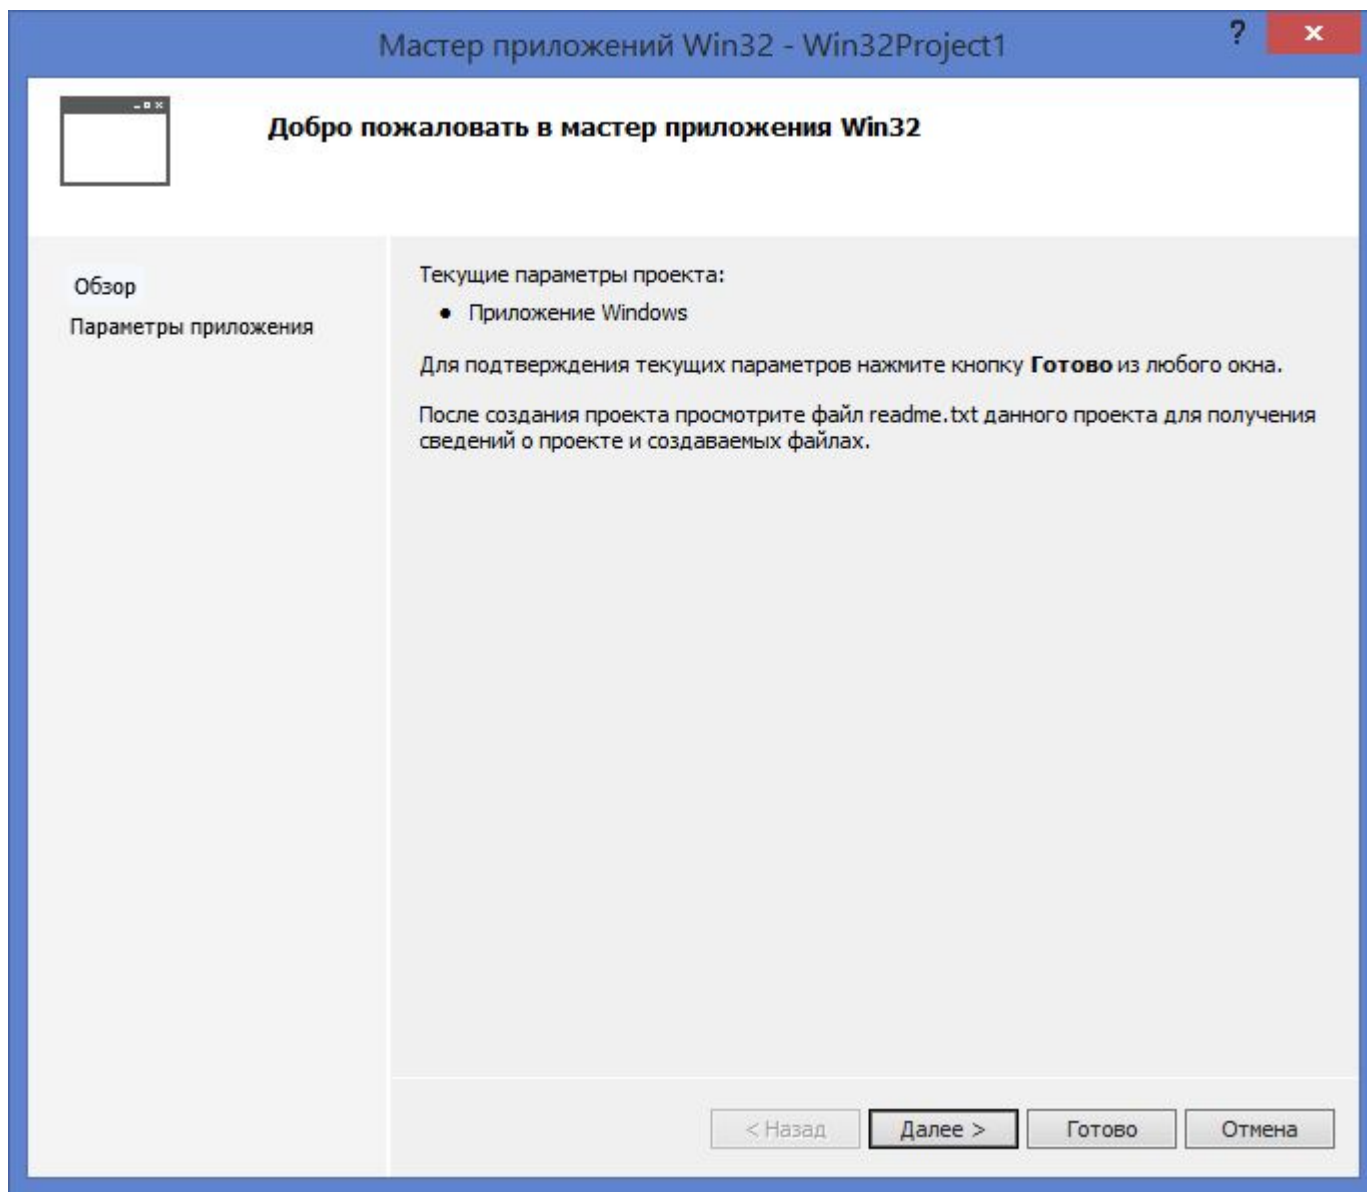 Мастер приложений Win32 - Win32Project1
?
Добро пожаловать в мастер приложения Win32
Обзор
Параметры приложения
Текущие параметры проекта:
• Приложение Windows
Для подтверждения текущих параметров нажмите кнопку Готово из любого окна.
После создания проекта просмотрите файл readme.txt данного проекта для получения
сведений о проекте и создаваемых файлах.
< Назад
Далее >
Готово
Отмена